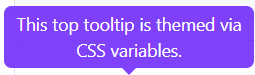 This top tooltip is themed via
CSS variables.